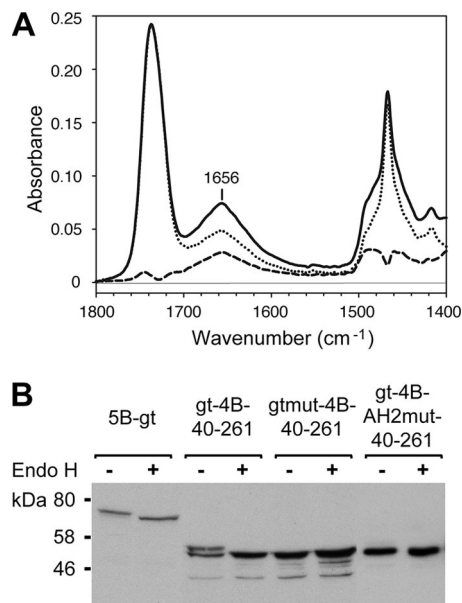 A
0.25
0.20
0.15
0.10
0.05
0
Absorbance
1656
1800
1700
1600
1500
1400
Wavenumber (cm-1)
B
5B-gt
gt-4B-
40-261
gtmut-4B-
40-261
gt-4B-
AH2mut-
40-261
Endo H - + - + - + - +
kDa 80 -
58 -
46 -